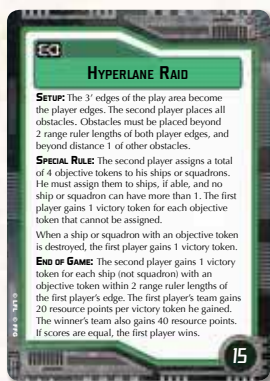 HYPERLANE RAID
SETUP: The 3' edges of the play area become
the player edges. The second player places all
obstacles. Obstacles must be placed beyond
2 range ruler lengths of both player edges, and
beyond distance 1 of other obstacles.
SPECIAL RULE: The second player assigns a total
of 4 objective tokens to his ships or squadrons.
He must assign them to ships, if able, and no
ship or squadron can have more than 1. The first
player gains 1 victory token for each objective
token that cannot be assigned.
When a ship or squadron with an objective token
is destroyed, the first player gains 1 victory token.
END OF GAME: The second player gains 1 victory
token for each ship (not squadron) with an
objective token within 2 range ruler lengths of
the first player's edge. The first player's team gains
20 resource points per victory token he gained.
The winner's team also gains 40 resource points.
If scores are equal, the first player wins.
© LFL © FFG
15